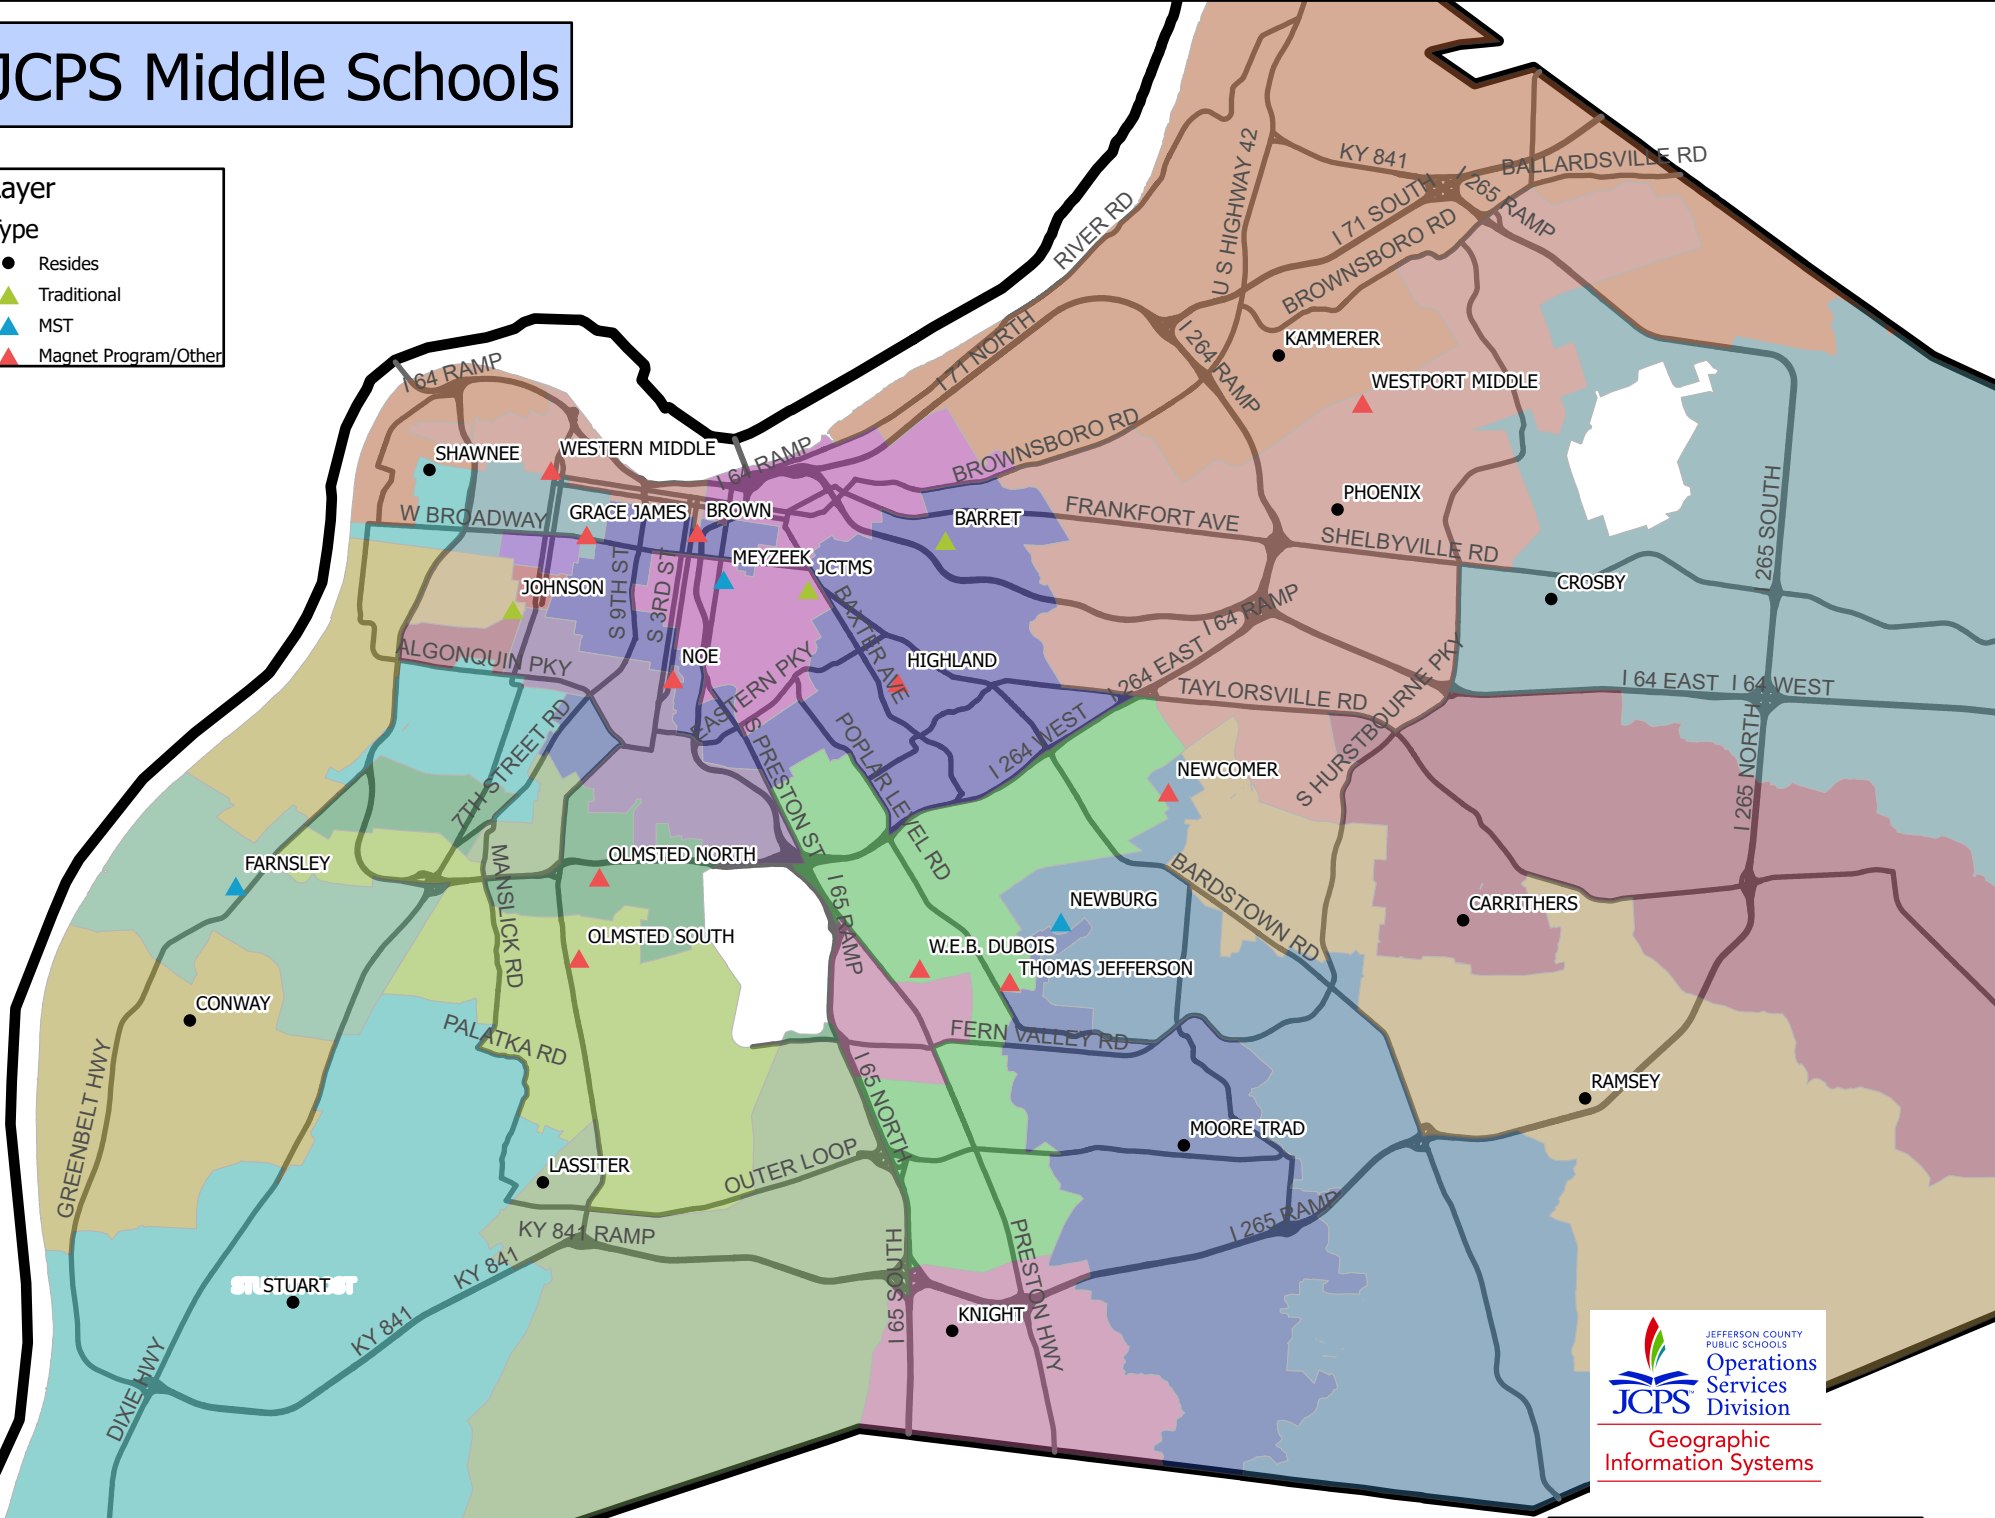 JCPS Middle Schools
Layer
Type
Resides
Traditional
MST
Magnet Program/Other
KY 841
BALLARDSVILLE RD
I 265 RAMP
U S HIGHWAY 42
I 71 SOUTH
BROWNSBORO RD
RIVER RD
I 71 NORTH
I 264 RAMP
KAMMERER
WESTPORT MIDDLE
I 64 RAMP
SHAWNEE
WESTERN MIDDLE
I 64 RAMP
BROWNSBORO RD
PHOENIX
W BROADWAY
GRACE JAMES
BROWN
BARRET
FRANKFORT AVE
SHELBYVILLE RD
I 265 SOUTH
MEYZEEK
JCTMS
CROSBY
JOHNSON
S 9TH ST
S 3RD ST
BAXTER AVE
I 64 RAMP
ALGONQUIN PKY
NOE
EASTERN PKY
HIGHLAND
I 264 EAST
TAYLORSVILLE RD
S HURSTBOURNE PKY
I 64 EAST
I 64 WEST
7TH STREET RD
S PRESTON ST
POPLAR LEVEL RD
I 264 WEST
NEWCOMER
I 265 NORTH
FARNSLEY
MANSLICK RD
OLMSTED NORTH
I 65 RAMP
BARDSTOWN RD
NEWBURG
CARRITHERS
OLMSTED SOUTH
W.E.B. DUBOIS
THOMAS JEFFERSON
CONWAY
PALATKA RD
FERN VALLEY RD
GREENBELT HWY
I 65 NORTH
RAMSEY
MOORE TRAD
LASSITER
OUTER LOOP
KY 841 RAMP
I 265 RAMP
KY 841
STUART
I 65 SOUTH
PRESTON HWY
KNIGHT
KY 841
DIXIE HWY
JEFFERSON COUNTY
PUBLIC SCHOOLS
JCPS
Operations
Services
Division
Geographic
Information Systems